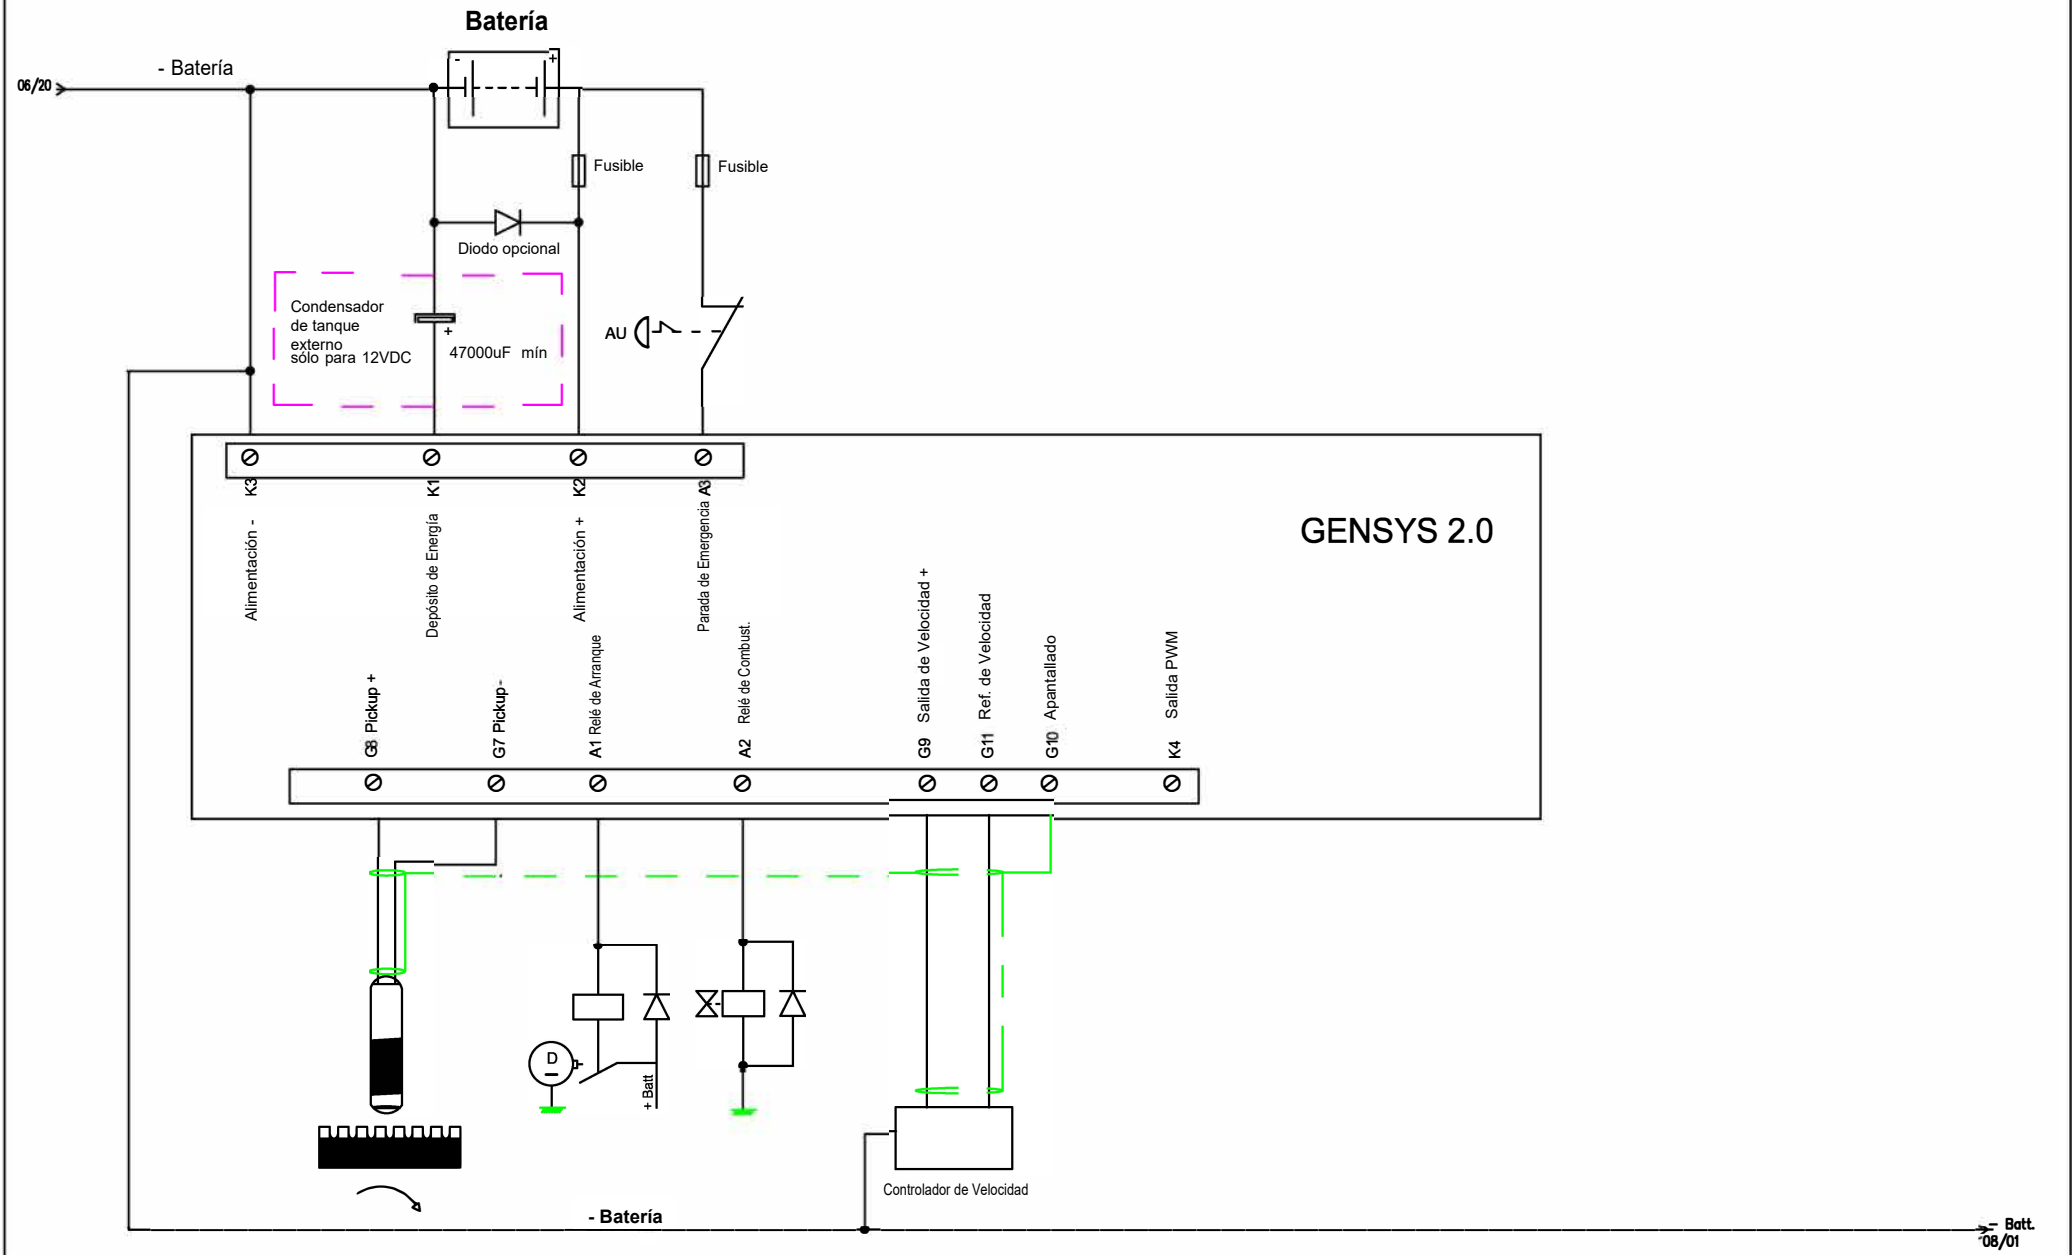 Batería
- +
- Batería
06/20
Fusible
Fusible
Diodo opcional
Condensador
de tanque
externo
sólo para 12VDC
+
47000uF mín
AU
K3
K1
K2
A3
Alimentación -
Depósito de Energía
Alimentación +
Parada de Emergencia
GENSYS 2.0
G8 Pickup +
G7 Pickup -
A1 Relé de Arranque
A2 Relé de Combust.
G9 Salida de Velocidad +
G11 Ref. de Velocidad
G10 Apantallado
K4 Salida PWM
D
+ Batt
Controlador de Velocidad
- Batería
- Batt.
08/01